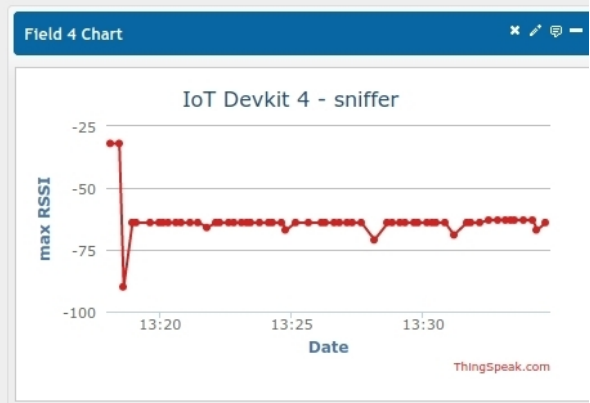 Field 4 Chart
IoT Devkit 4 - sniffer
-25
-50
-75
-100
max RSSI
13:20 13:25 13:30
Date
ThingSpeak.com